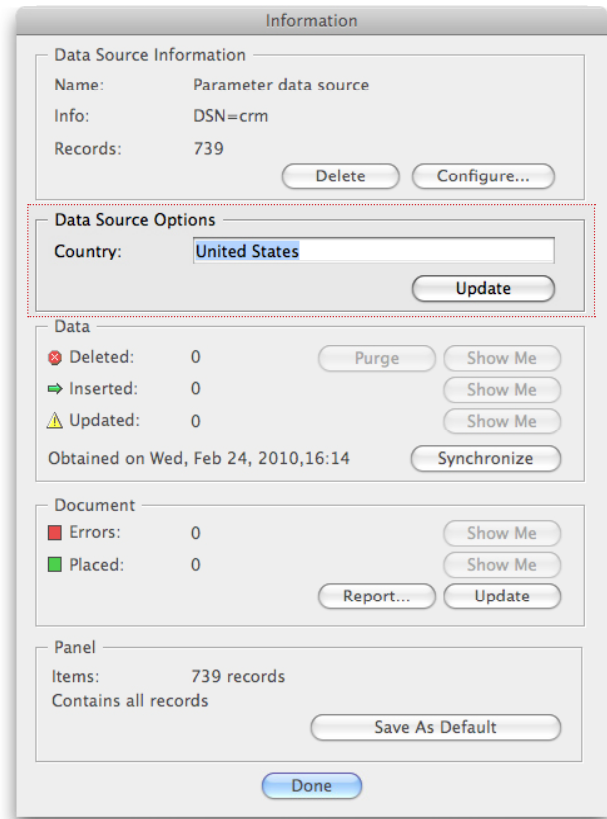 Information
Data Source Information
Name: Parameter data source
Info: DSN=crm
Records: 739
Delete Configure...
Data Source Options
Country: United States
Update
Data
Deleted: 0 Purge Show Me
Inserted: 0 Show Me
Updated: 0 Show Me
Obtained on Wed, Feb 24, 2010,16:14 Synchronize
Document
Errors: 0 Show Me
Placed: 0 Show Me
Report... Update
Panel
Items: 739 records
Contains all records
Save As Default
Done